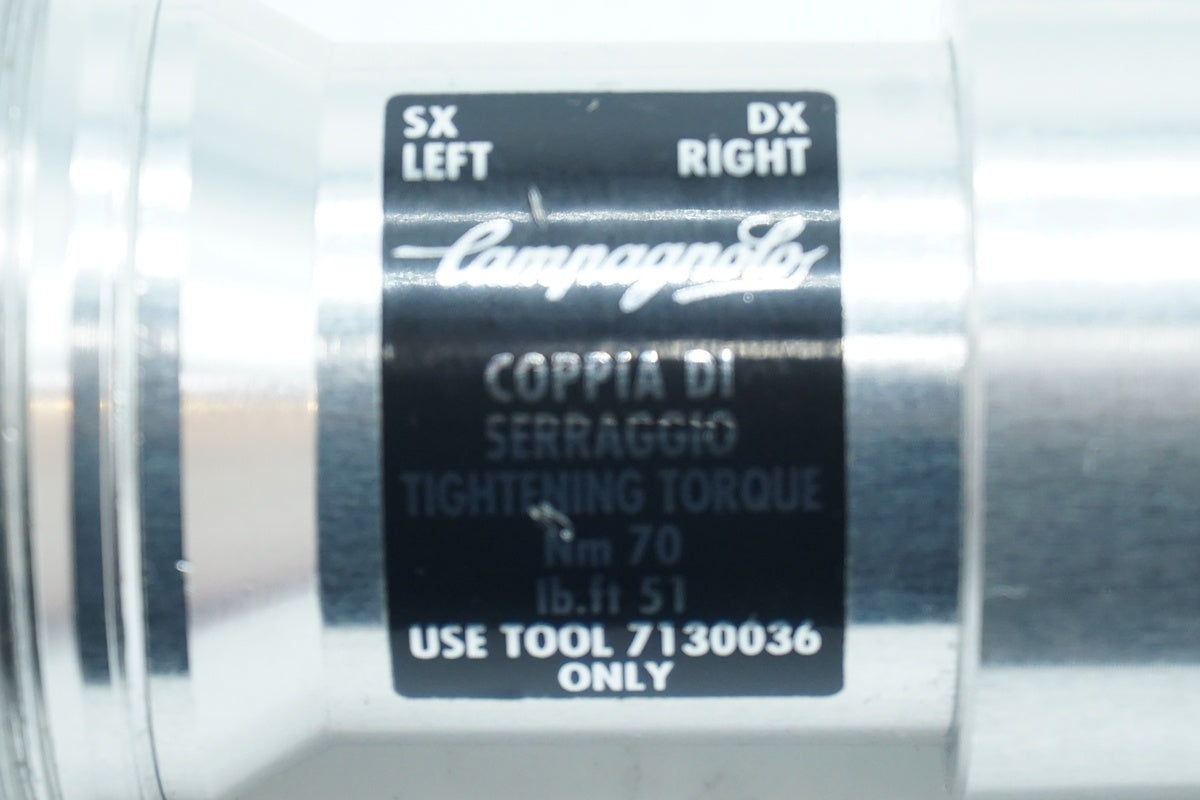 SX DX
LEFT RIGHT
Campagnolo
COPPIA DI
SERRAGGIO
TIGHTENING TORQUE
Nm 70
lb.ft 51
USE TOOL 7130036
ONLY